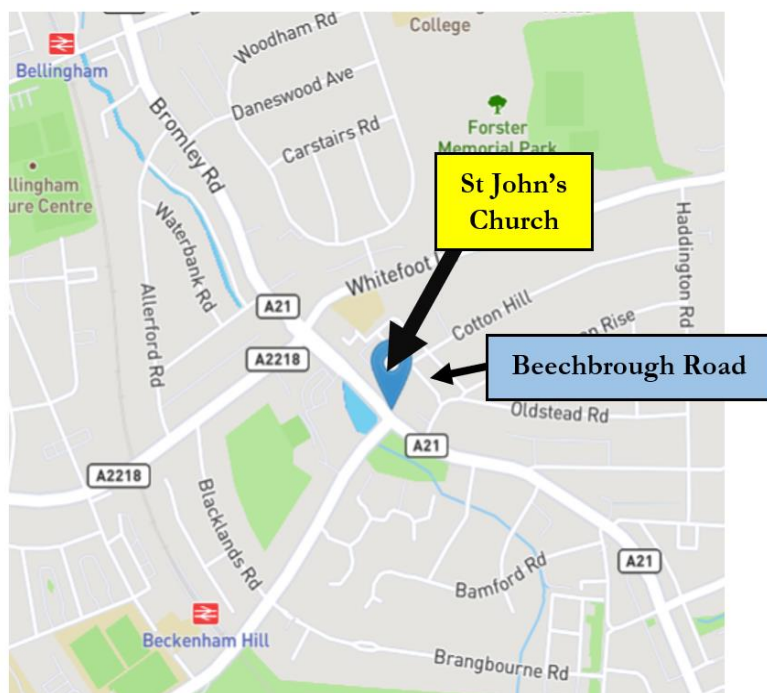 College
Woodham Rd
Bellingham
Daneswood Ave
Bromley Rd
Carstairs Rd
Forster
Memorial Park
llingham
ure Centre
St John's
Church
Waterbank Rd
Whitefoot
Haddington Rd
Allerford Rd
A21
Cotton Hill
Rise
A2218
Beechbrough Road
Oldstead Rd
A21
A2218
Blacklands Rd
A21
Bamford Rd
Beckenham Hill
Brangbourne Rd